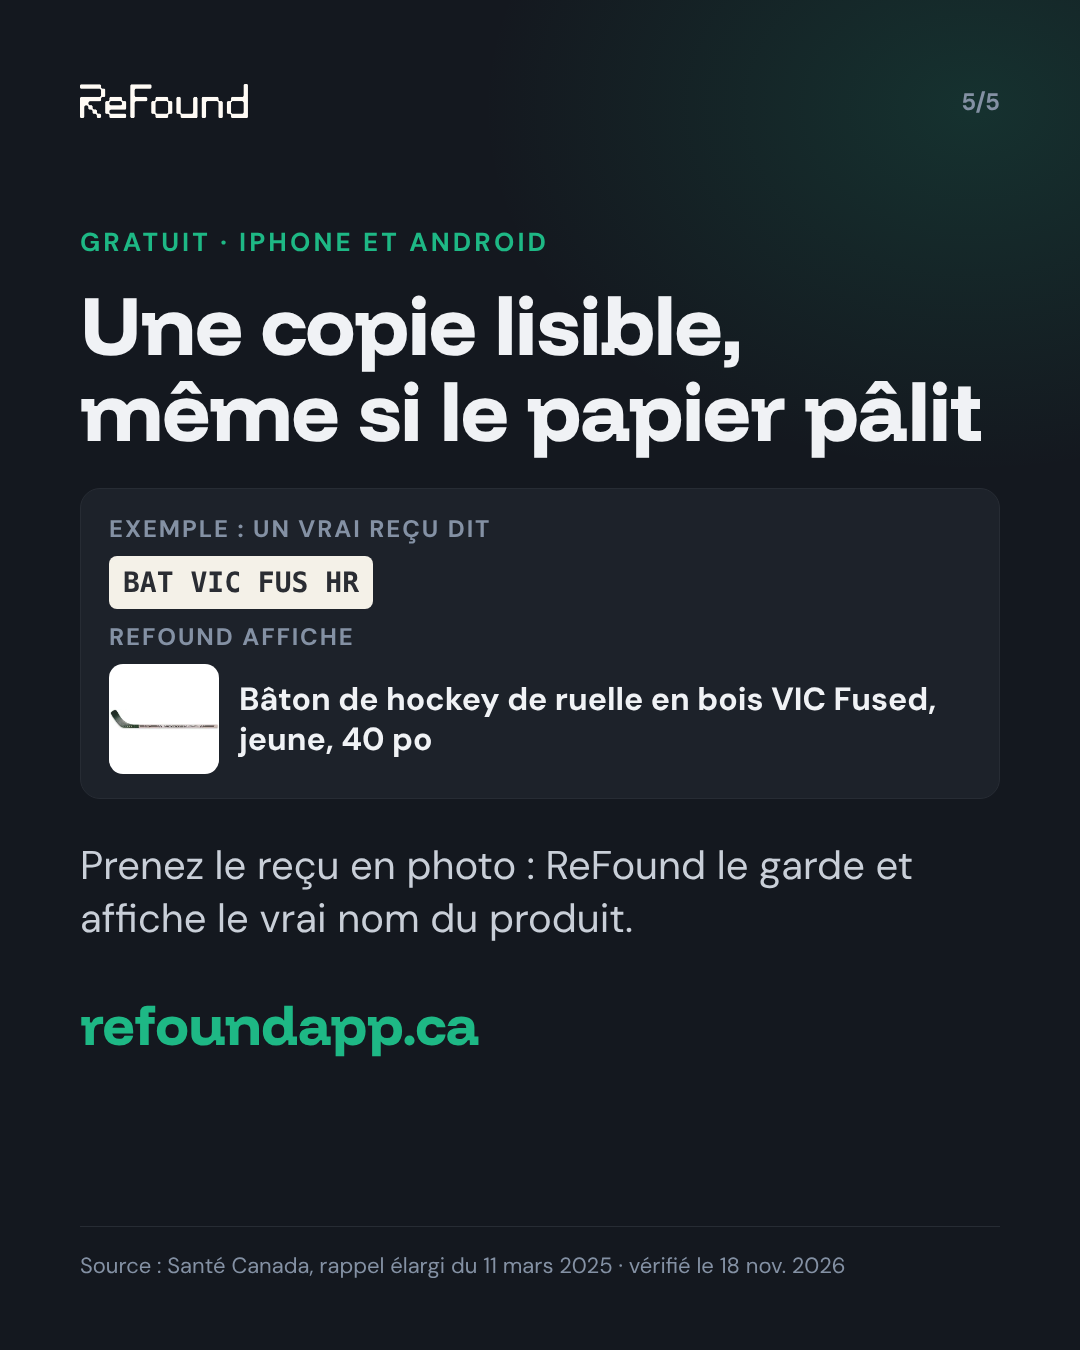 ReFound
5/5
GRATUIT · IPHONE ET ANDROID
Une copie lisible,
même si le papier pâlit
EXEMPLE : UN VRAI REÇU DIT
BAT VIC FUS HR
REFOUND AFFICHE
Bâton de hockey de ruelle en bois VIC Fused,
jeune, 40 po
Prenez le reçu en photo : ReFound le garde et
affiche le vrai nom du produit.
refoundapp.ca
Source : Santé Canada, rappel élargi du 11 mars 2025 · vérifié le 18 nov. 2026